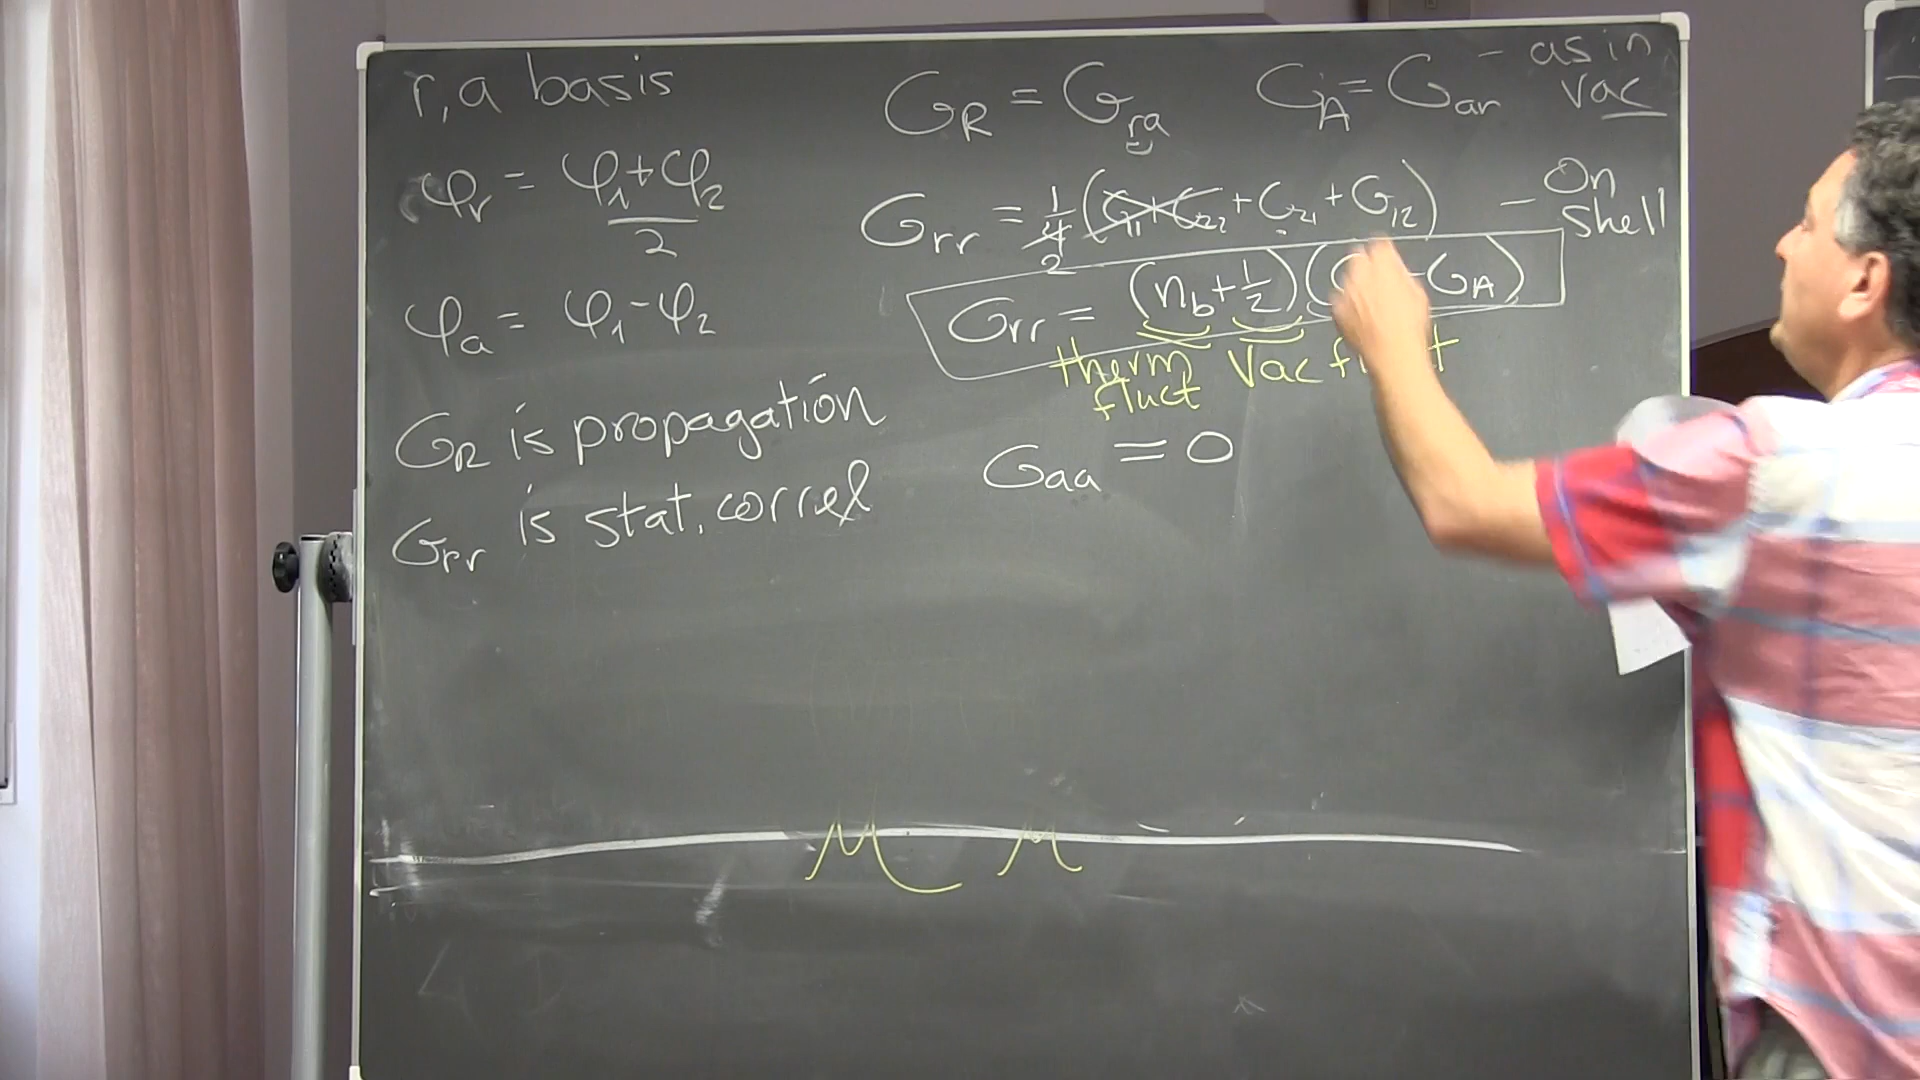 r, a basis
φr = φ1+φ2
2
φa = φ1-φ2
GR is propagation
Grr is stat. correl
GR = Gra
GA = Gar - as in vac
Grr = 1/4 2 (G11+G22 + G21 + G12) - On shell
Grr = (nb + 1/2) ( - GA)
therm fluct
Vac
Gaa = 0